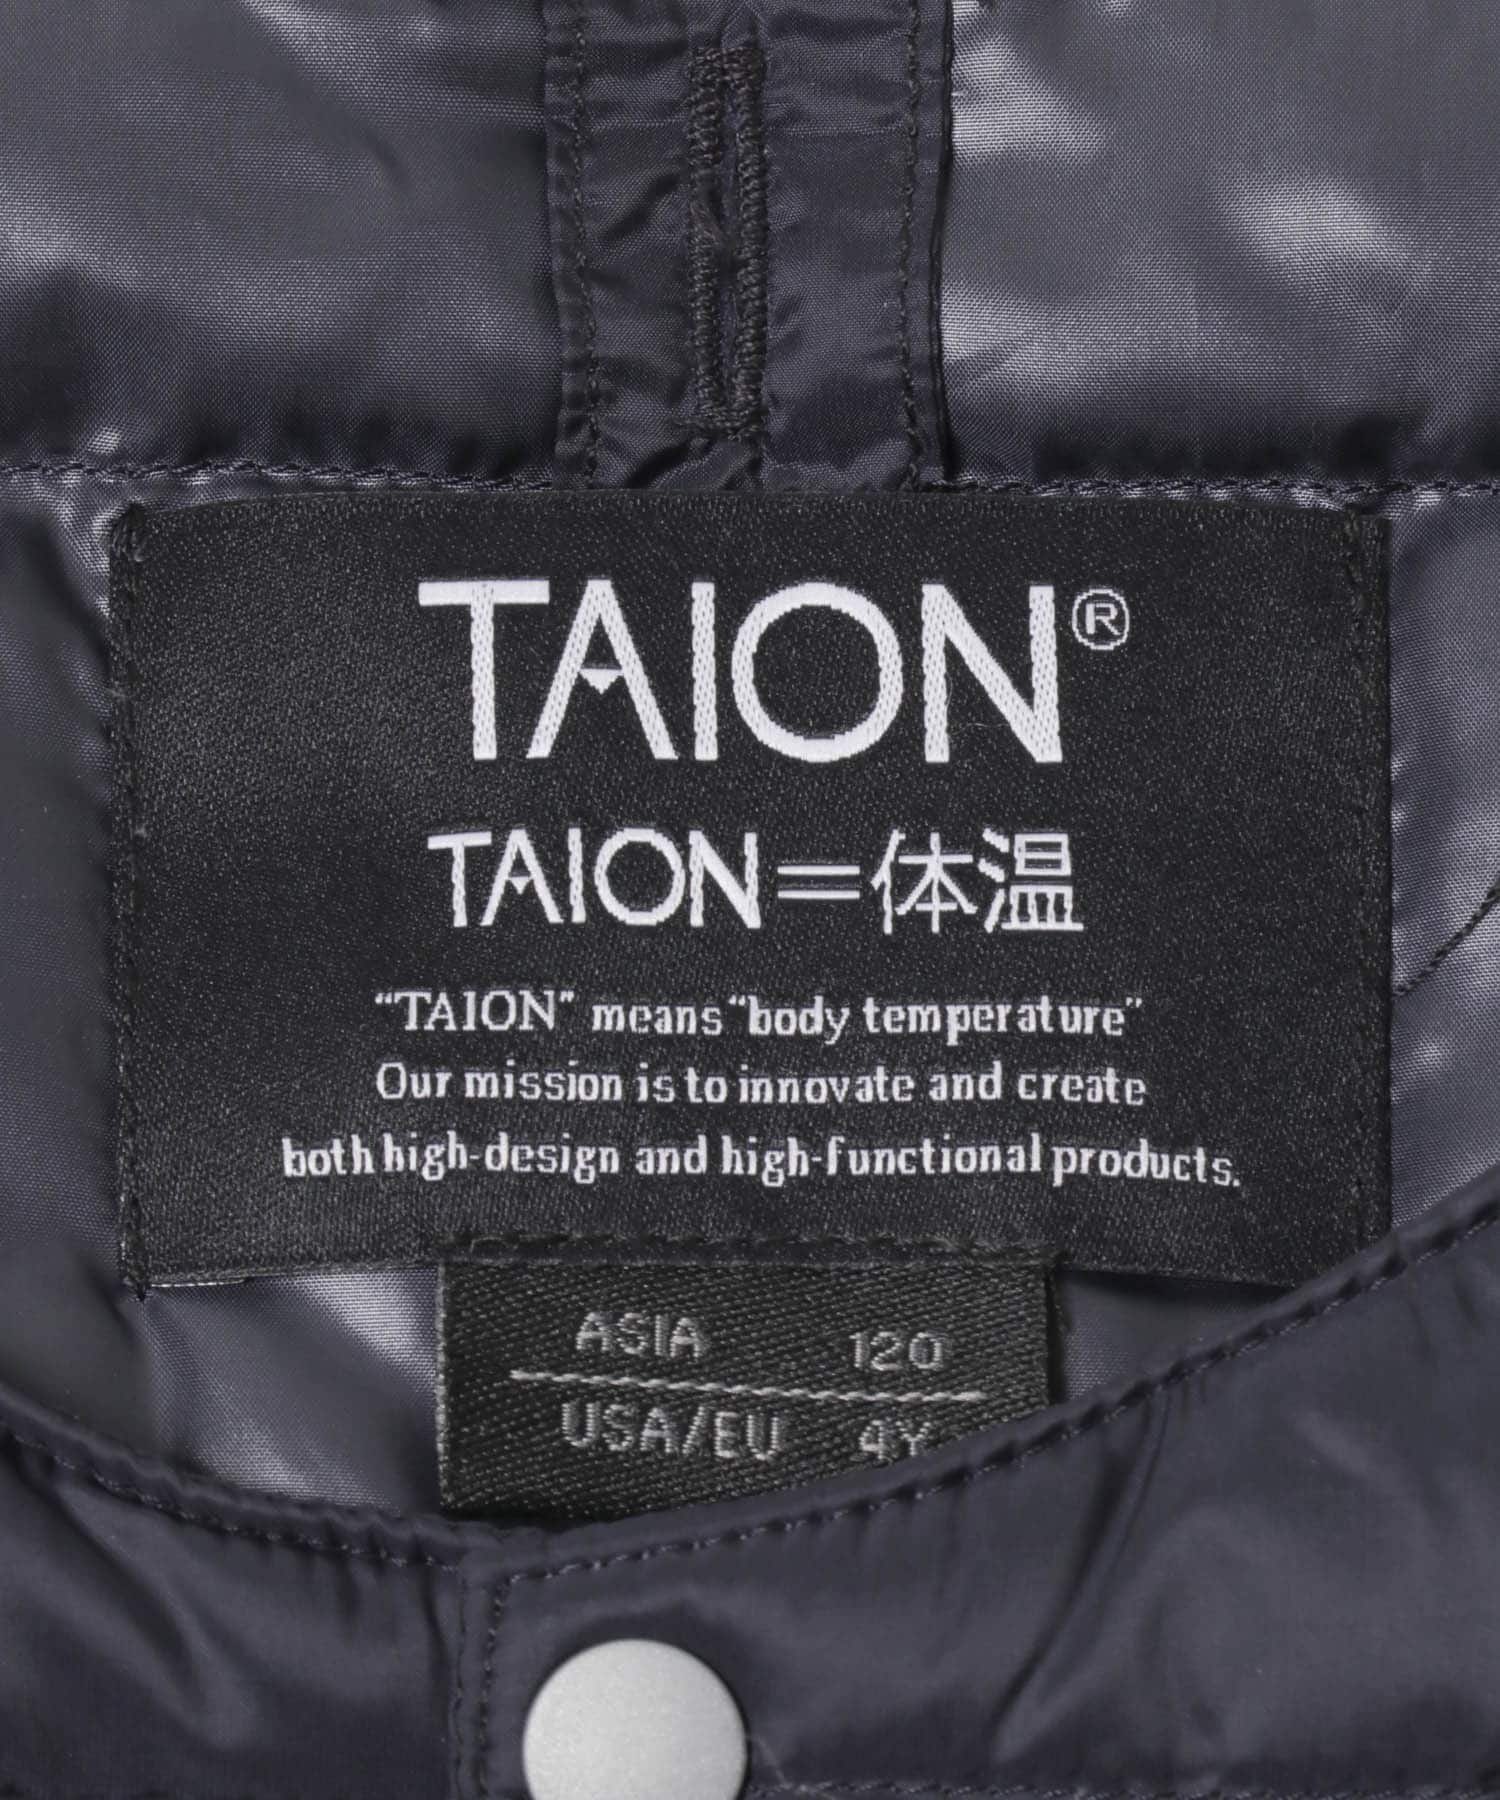 TAION®
TAION=体温
“TAION” means “body temperature”
Our mission is to innovate and create
both high-design and high-functional products.
ASIA 120
USA/EU 4Y